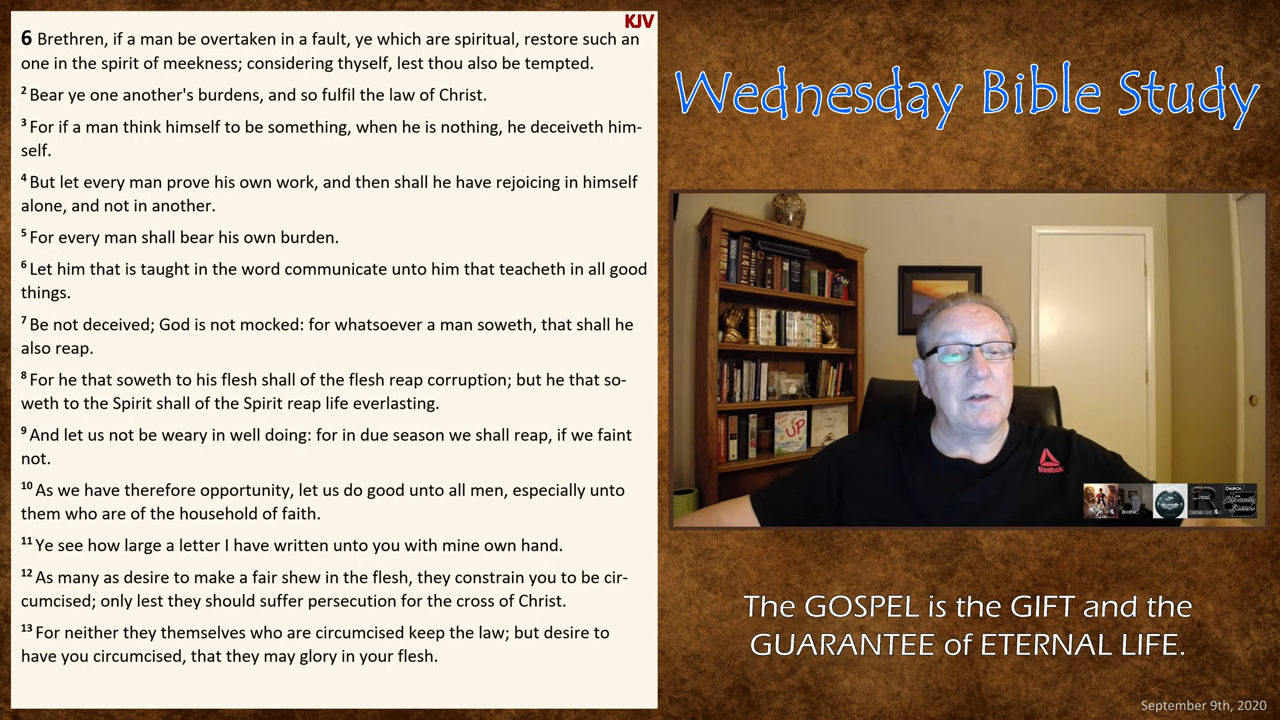 KJV
6 Brethren, if a man be overtaken in a fault, ye which are spiritual, restore such an
one in the spirit of meekness; considering thyself, lest thou also be tempted.
2 Bear ye one another's burdens, and so fulfil the law of Christ.
3 For if a man think himself to be something, when he is nothing, he deceiveth him-
self.
4 But let every man prove his own work, and then shall he have rejoicing in himself
alone, and not in another.
5 For every man shall bear his own burden.
6 Let him that is taught in the word communicate unto him that teacheth in all good
things.
7 Be not deceived; God is not mocked: for whatsoever a man soweth, that shall he
also reap.
8 For he that soweth to his flesh shall of the flesh reap corruption; but he that so-
weth to the Spirit shall of the Spirit reap life everlasting.
9 And let us not be weary in well doing: for in due season we shall reap, if we faint
not.
10 As we have therefore opportunity, let us do good unto all men, especially unto
them who are of the household of faith.
11 Ye see how large a letter I have written unto you with mine own hand.
12 As many as desire to make a fair shew in the flesh, they constrain you to be cir-
cumcised; only lest they should suffer persecution for the cross of Christ.
13 For neither they themselves who are circumcised keep the law; but desire to
have you circumcised, that they may glory in your flesh.
Wednesday Bible Study
UP
Reebok
The GOSPEL is the GIFT and the
GUARANTEE of ETERNAL LIFE.
September 9th, 2020